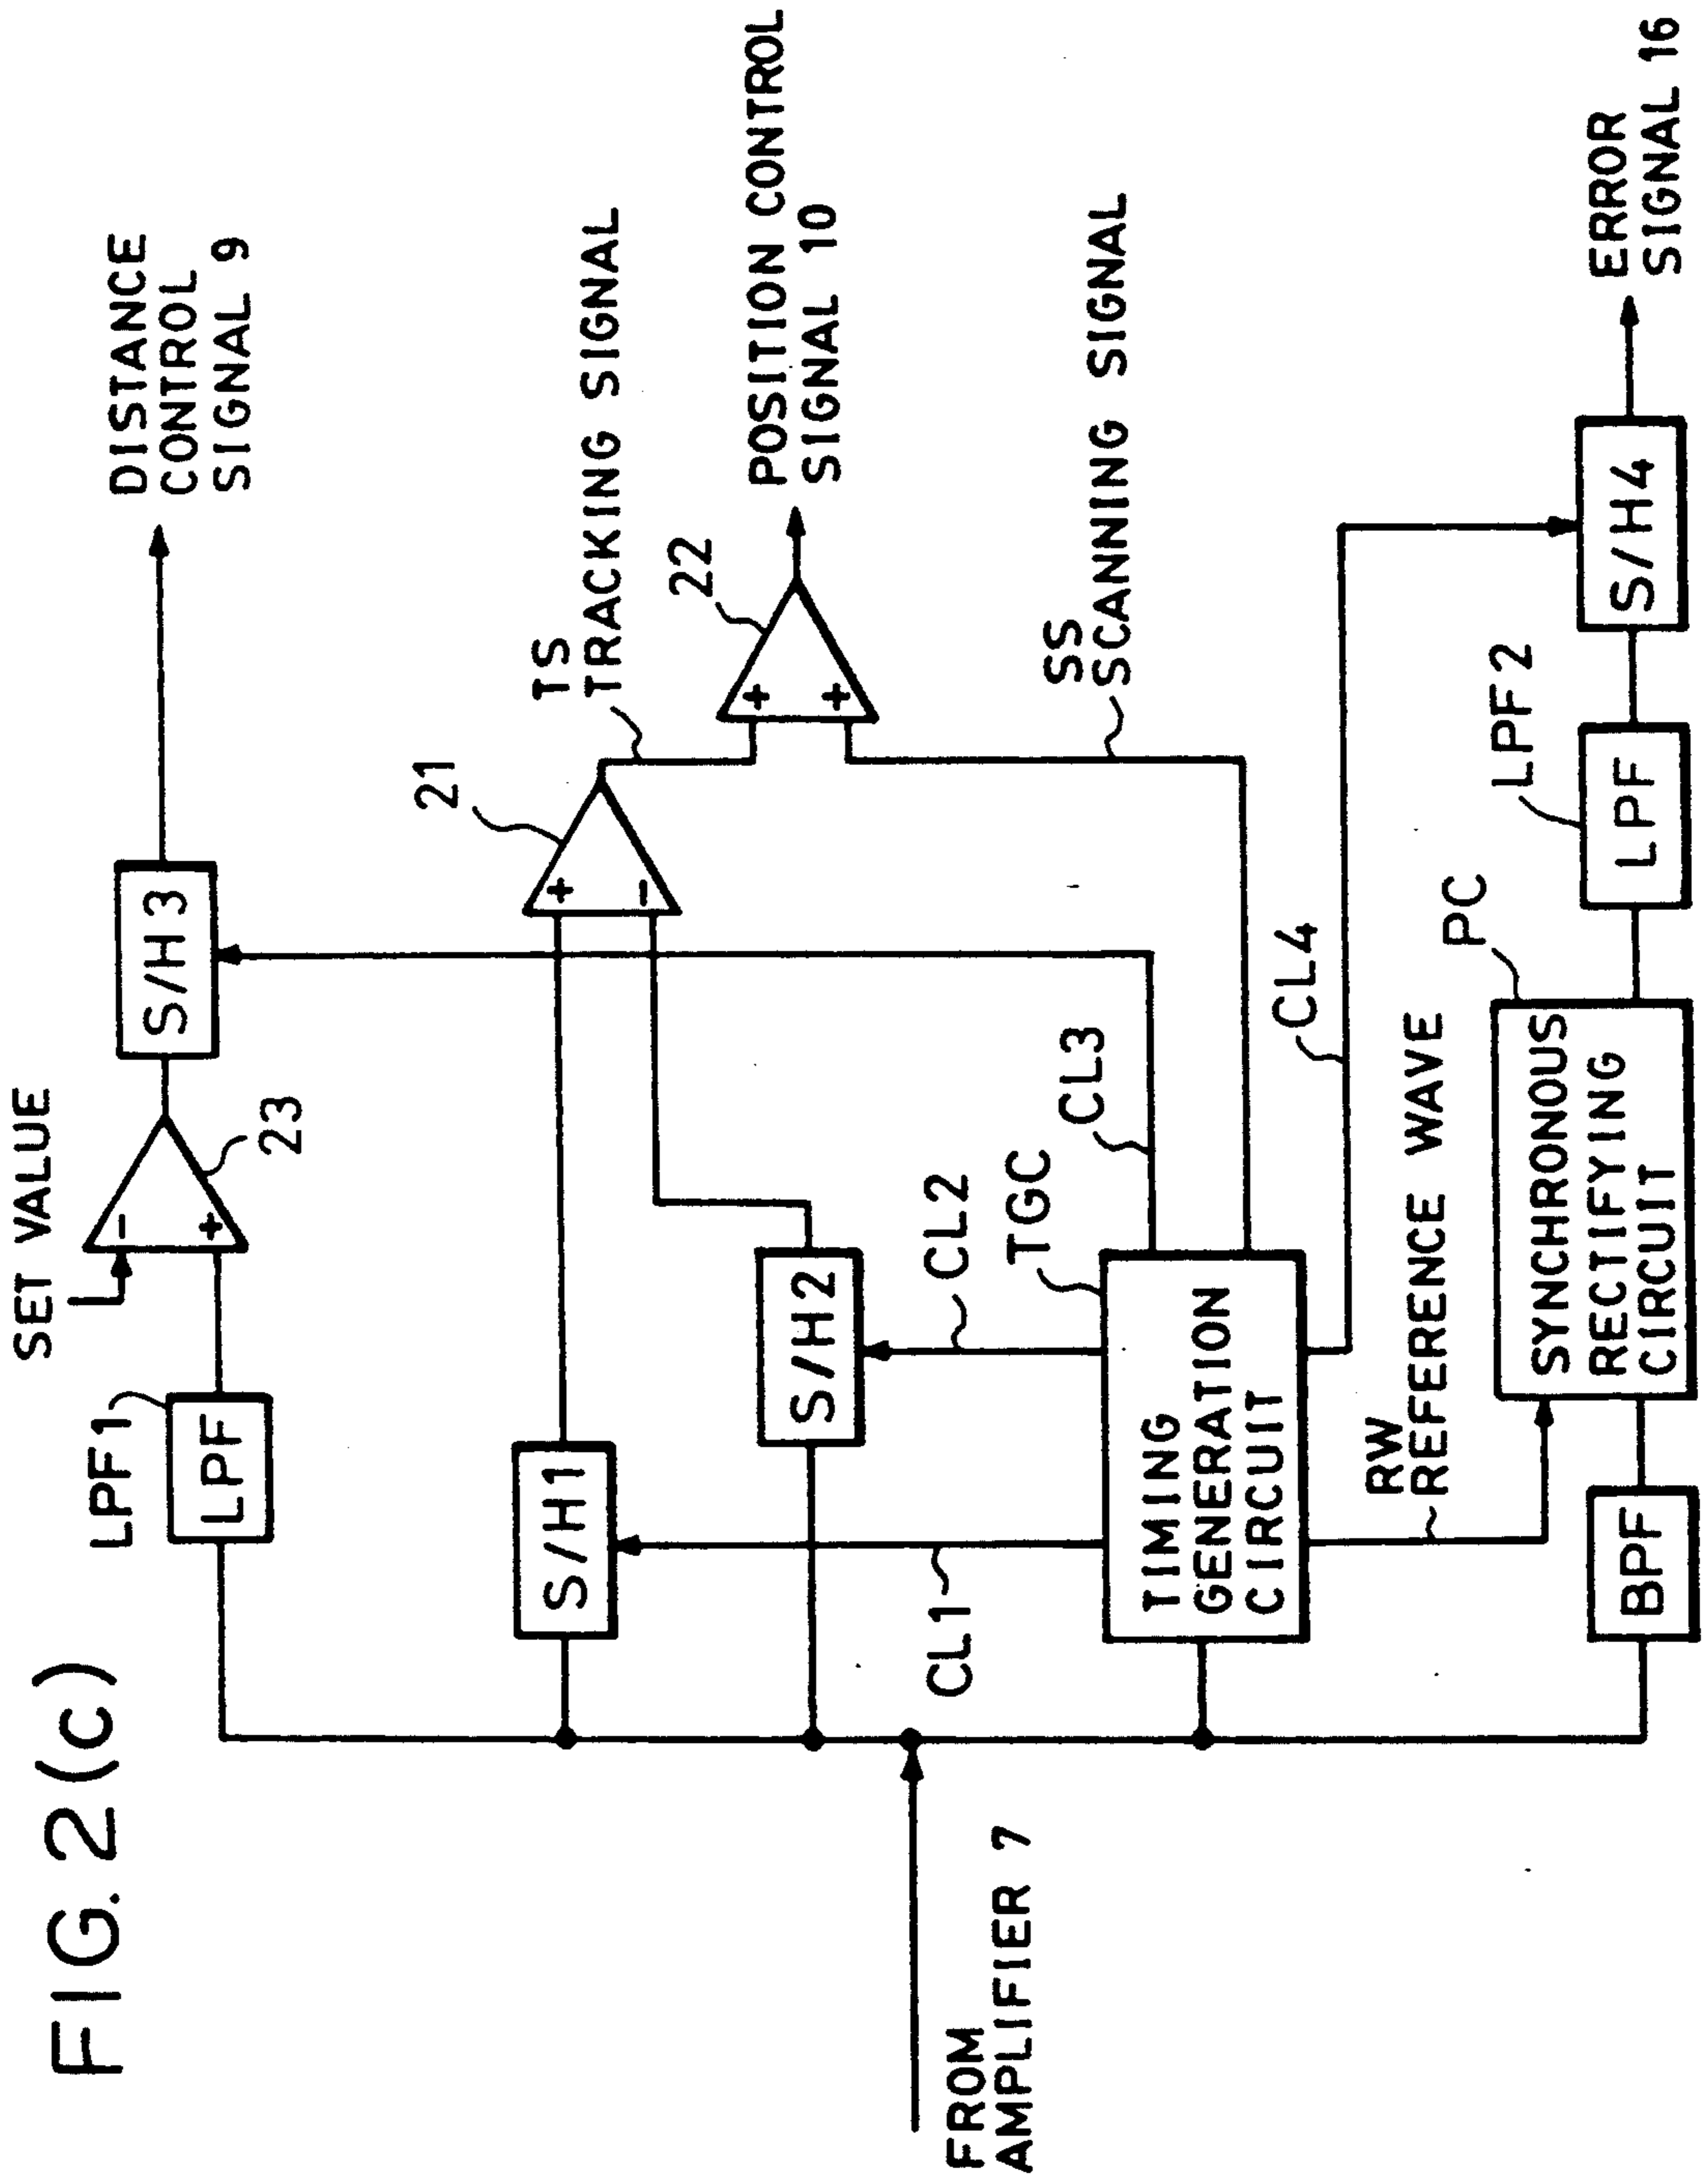 FIG. 2 (C)
SET VALUE
LPF1
LPF
-
+
23
S/H 3
DISTANCE
CONTROL
SIGNAL 9
S/H1
21
+
-
TS
TRACKING SIGNAL
S/H2
22
+
+
POSITION CONTROL
SIGNAL 10
FROM
AMPLIFIER 7
CL1
CL2
TGC
CL3
SS
SCANNING SIGNAL
TIMING
GENERATION
CIRCUIT
CL4
RW
REFERENCE WAVE
BPF
SYNCHRONOUS
RECTIFYING
CIRCUIT
PC
LPF2
LPF
S/H4
ERROR
SIGNAL 16